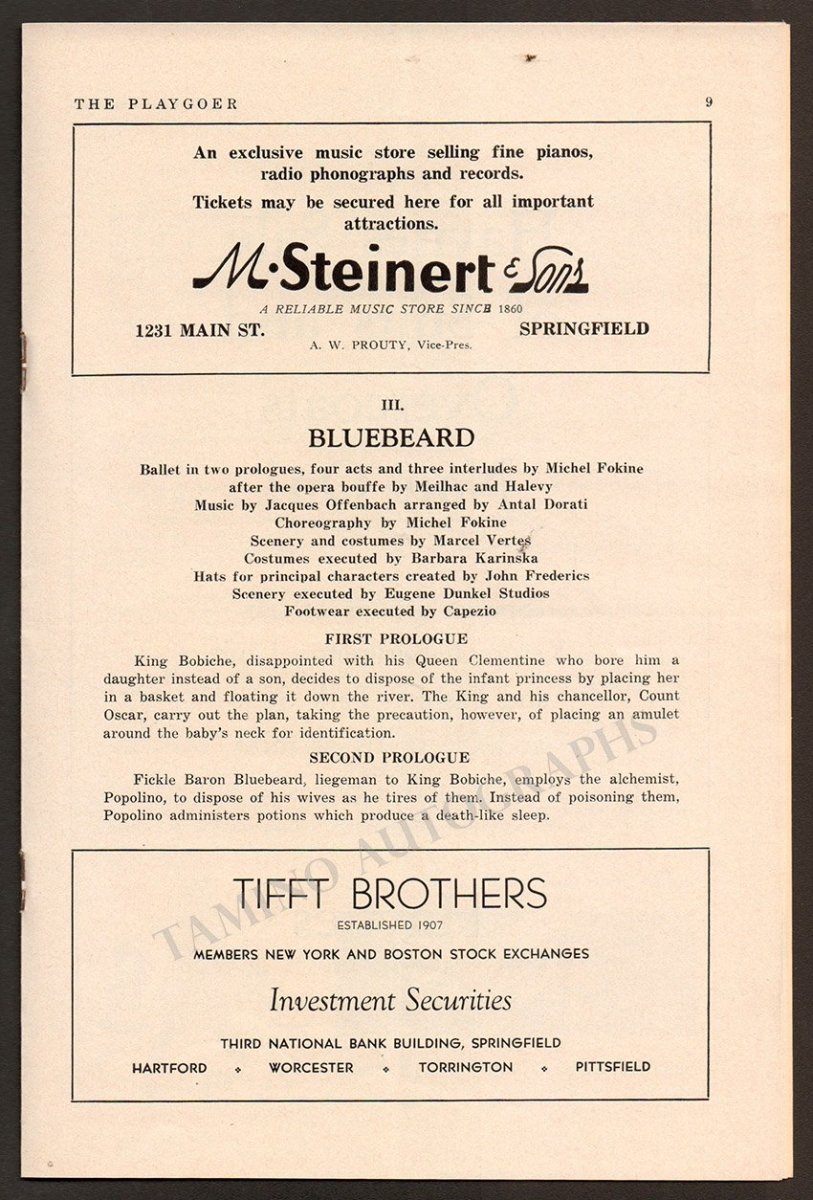 THE PLAYGOER 9
An exclusive music store selling fine pianos,
radio phonographs and records.
Tickets may be secured here for all important
attractions.
M. Steinert & Sons
A RELIABLE MUSIC STORE SINCE 1860
1231 MAIN ST. SPRINGFIELD
A. W. PROUTY, Vice-Pres.
III.
BLUEBEARD
Ballet in two prologues, four acts and three interludes by Michel Fokine
after the opera bouffe by Meilhac and Halevy
Music by Jacques Offenbach arranged by Antal Dorati
Choreography by Michel Fokine
Scenery and costumes by Marcel Vertes
Costumes executed by Barbara Karinska
Hats for principal characters created by John Frederics
Scenery executed by Eugene Dunkel Studios
Footwear executed by Capezio
FIRST PROLOGUE
King Bobiche, disappointed with his Queen Clementine who bore him a
daughter instead of a son, decides to dispose of the infant princess by placing her
in a basket and floating it down the river. The King and his chancellor, Count
Oscar, carry out the plan, taking the precaution, however, of placing an amulet
around the baby's neck for identification.
SECOND PROLOGUE
Fickle Baron Bluebeard, liegeman to King Bobiche, employs the alchemist,
Popolino, to dispose of his wives as he tires of them. Instead of poisoning them,
Popolino administers potions which produce a death-like sleep.
TAMINO AUTOGRAPHS
TIFFT BROTHERS
ESTABLISHED 1907
MEMBERS NEW YORK AND BOSTON STOCK EXCHANGES
Investment Securities
THIRD NATIONAL BANK BUILDING, SPRINGFIELD
HARTFORD ❖ WORCESTER ❖ TORRINGTON ❖ PITTSFIELD